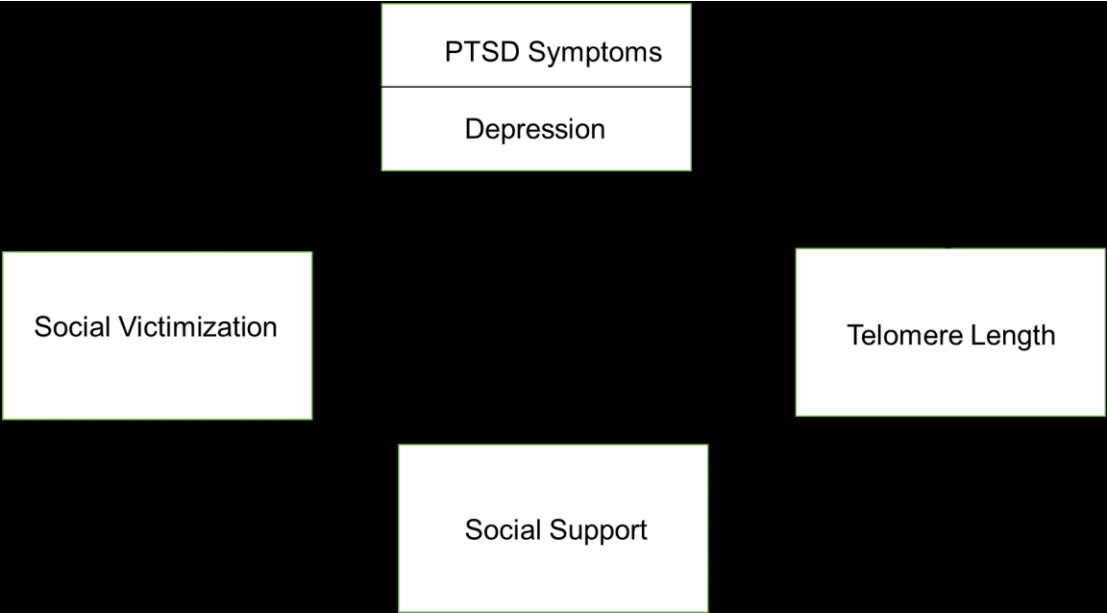 PTSD Symptoms
Depression
Social Victimization
Telomere Length
Social Support